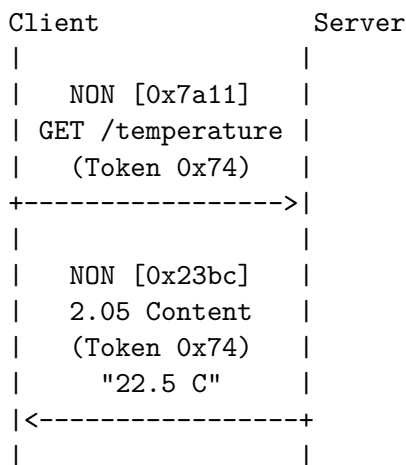 Client Server
| |
| NON [0x7a11] |
| GET /temperature |
| (Token 0x74) |
+----------------->|
| |
| NON [0x23bc] |
| 2.05 Content |
| (Token 0x74) |
| "22.5 C" |
|<-----------------+
| |